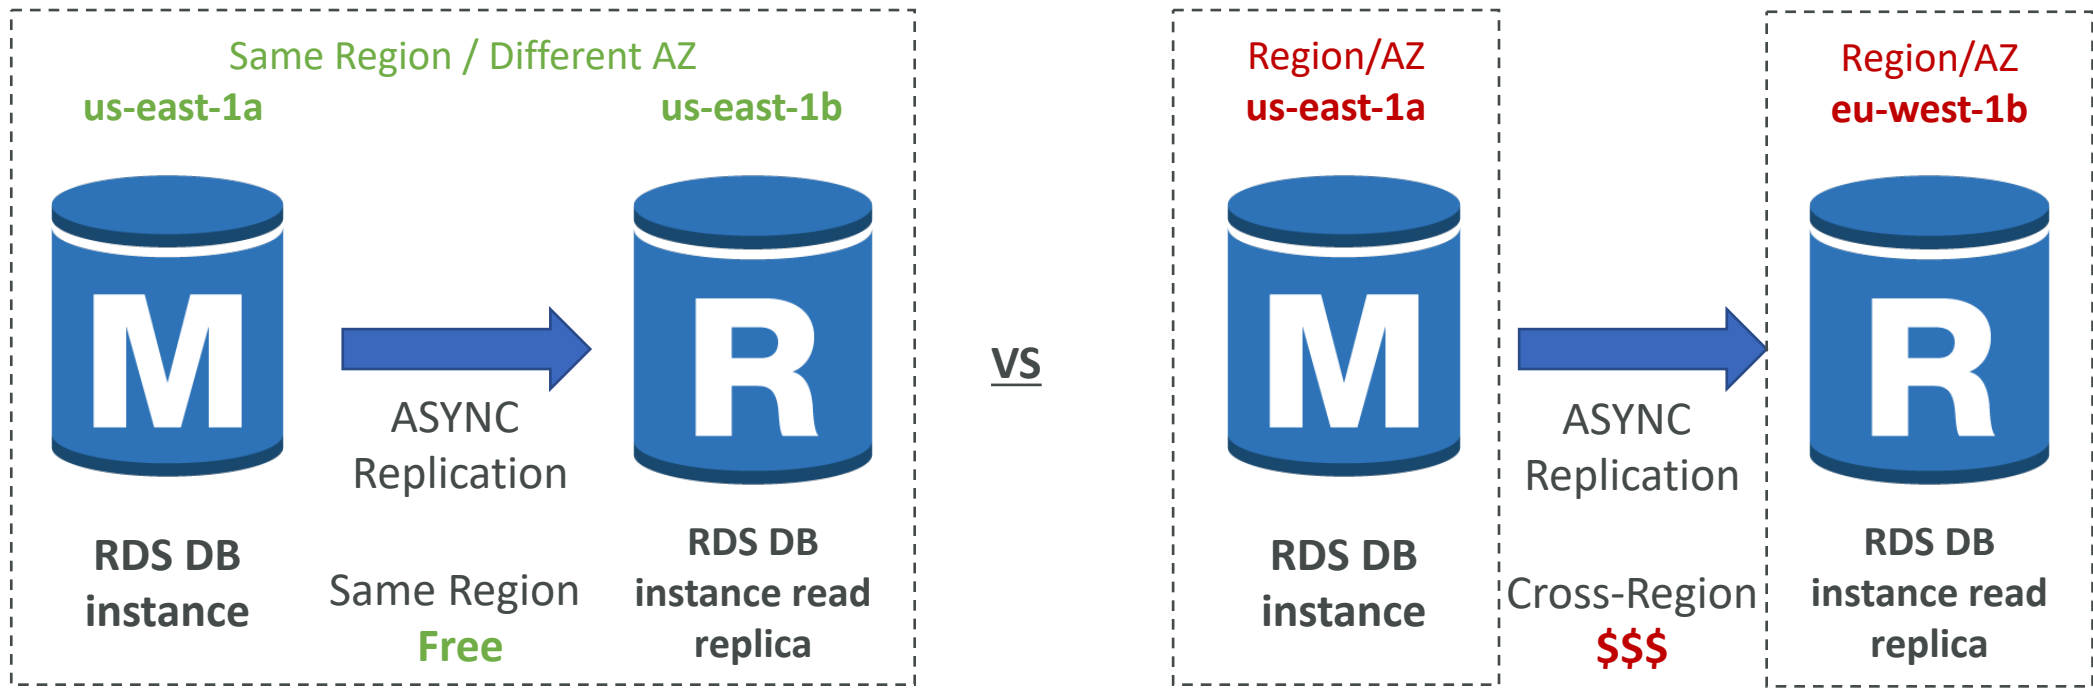 Same Region / Different AZ
us-east-1a
us-east-1b
M
R
ASYNC
Replication
RDS DB
instance
Same Region
Free
RDS DB
instance read
replica
VS
Region/AZ
us-east-1a
Region/AZ
eu-west-1b
M
R
ASYNC
Replication
RDS DB
instance
Cross-Region
$$$
RDS DB
instance read
replica